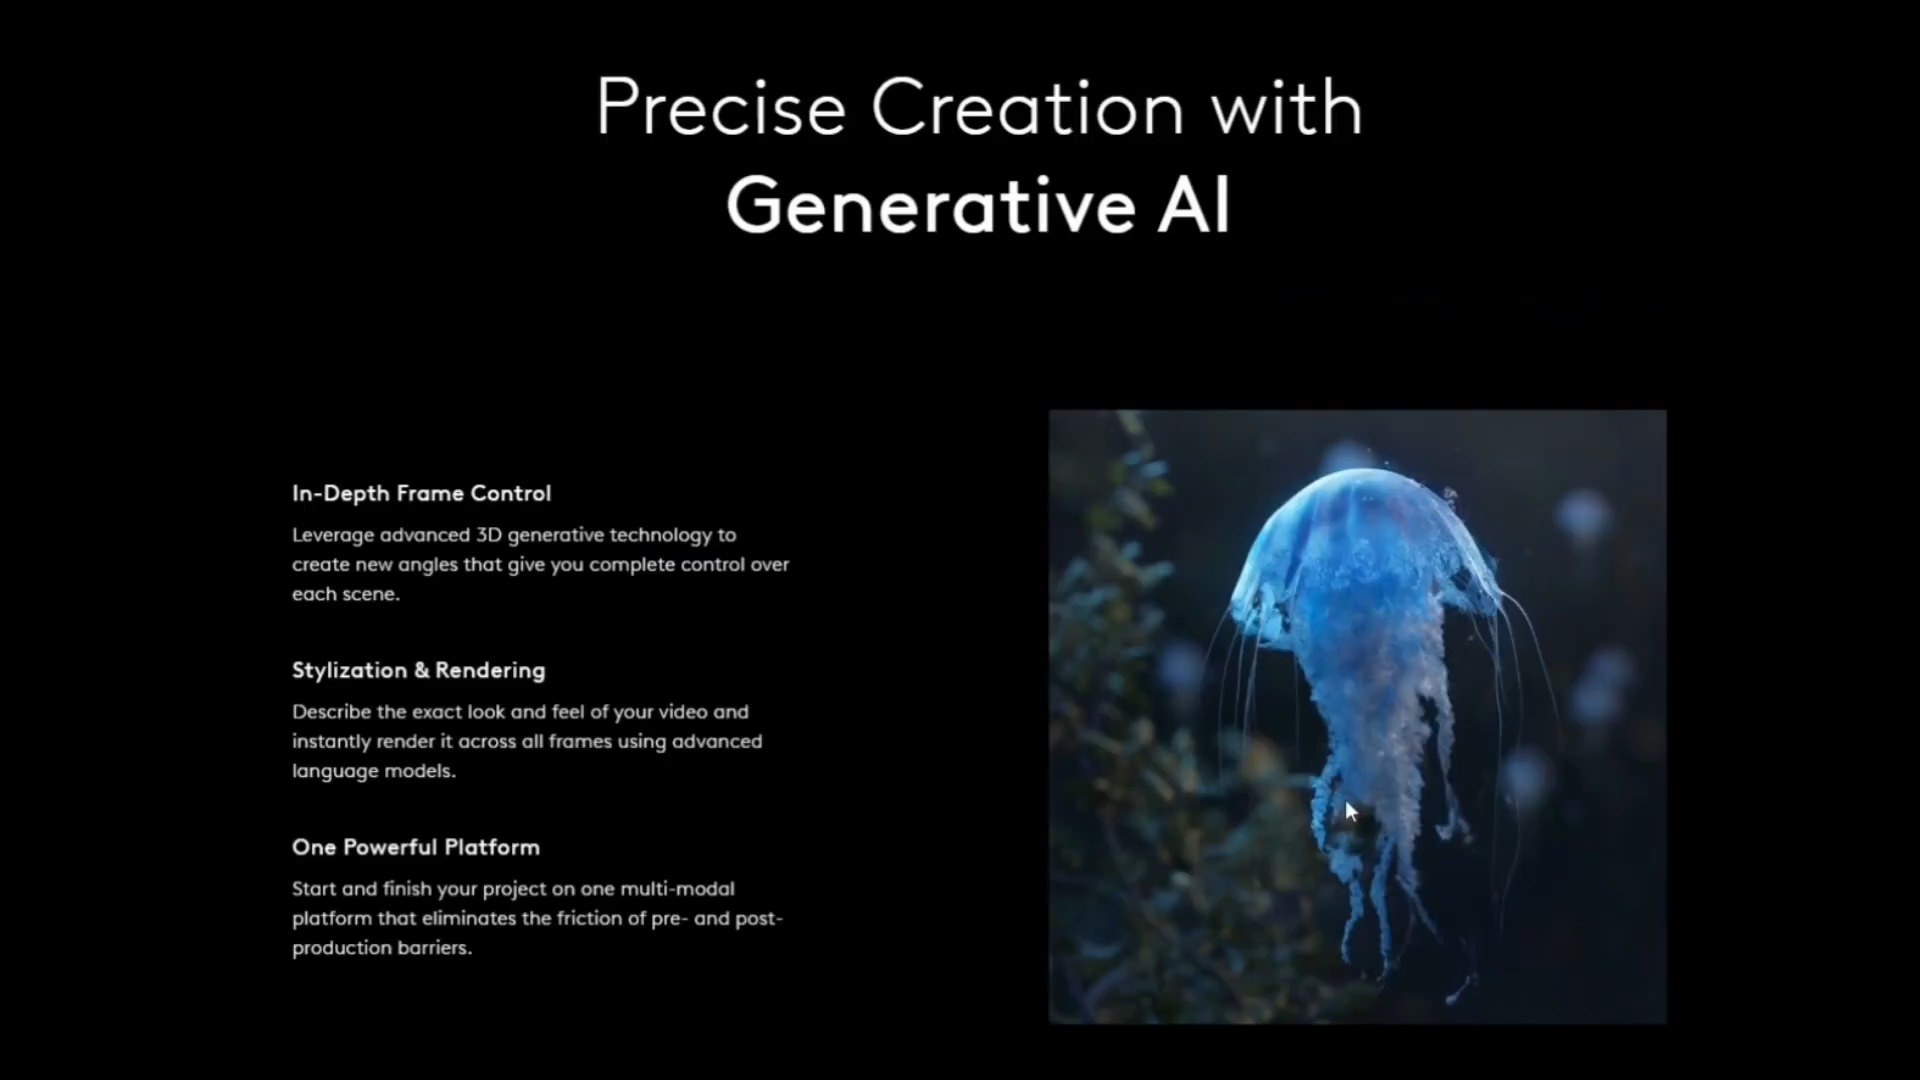 Precise Creation with
Generative AI
In-Depth Frame Control
Leverage advanced 3D generative technology to
create new angles that give you complete control over
each scene.
Stylization & Rendering
Describe the exact look and feel of your video and
instantly render it across all frames using advanced
language models.
One Powerful Platform
Start and finish your project on one multi-modal
platform that eliminates the friction of pre- and post-
production barriers.